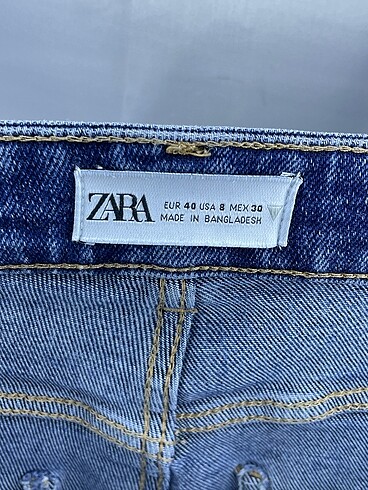 ZARA
EUR 40 USA 8 MEX 30
MADE IN BANGLADESH